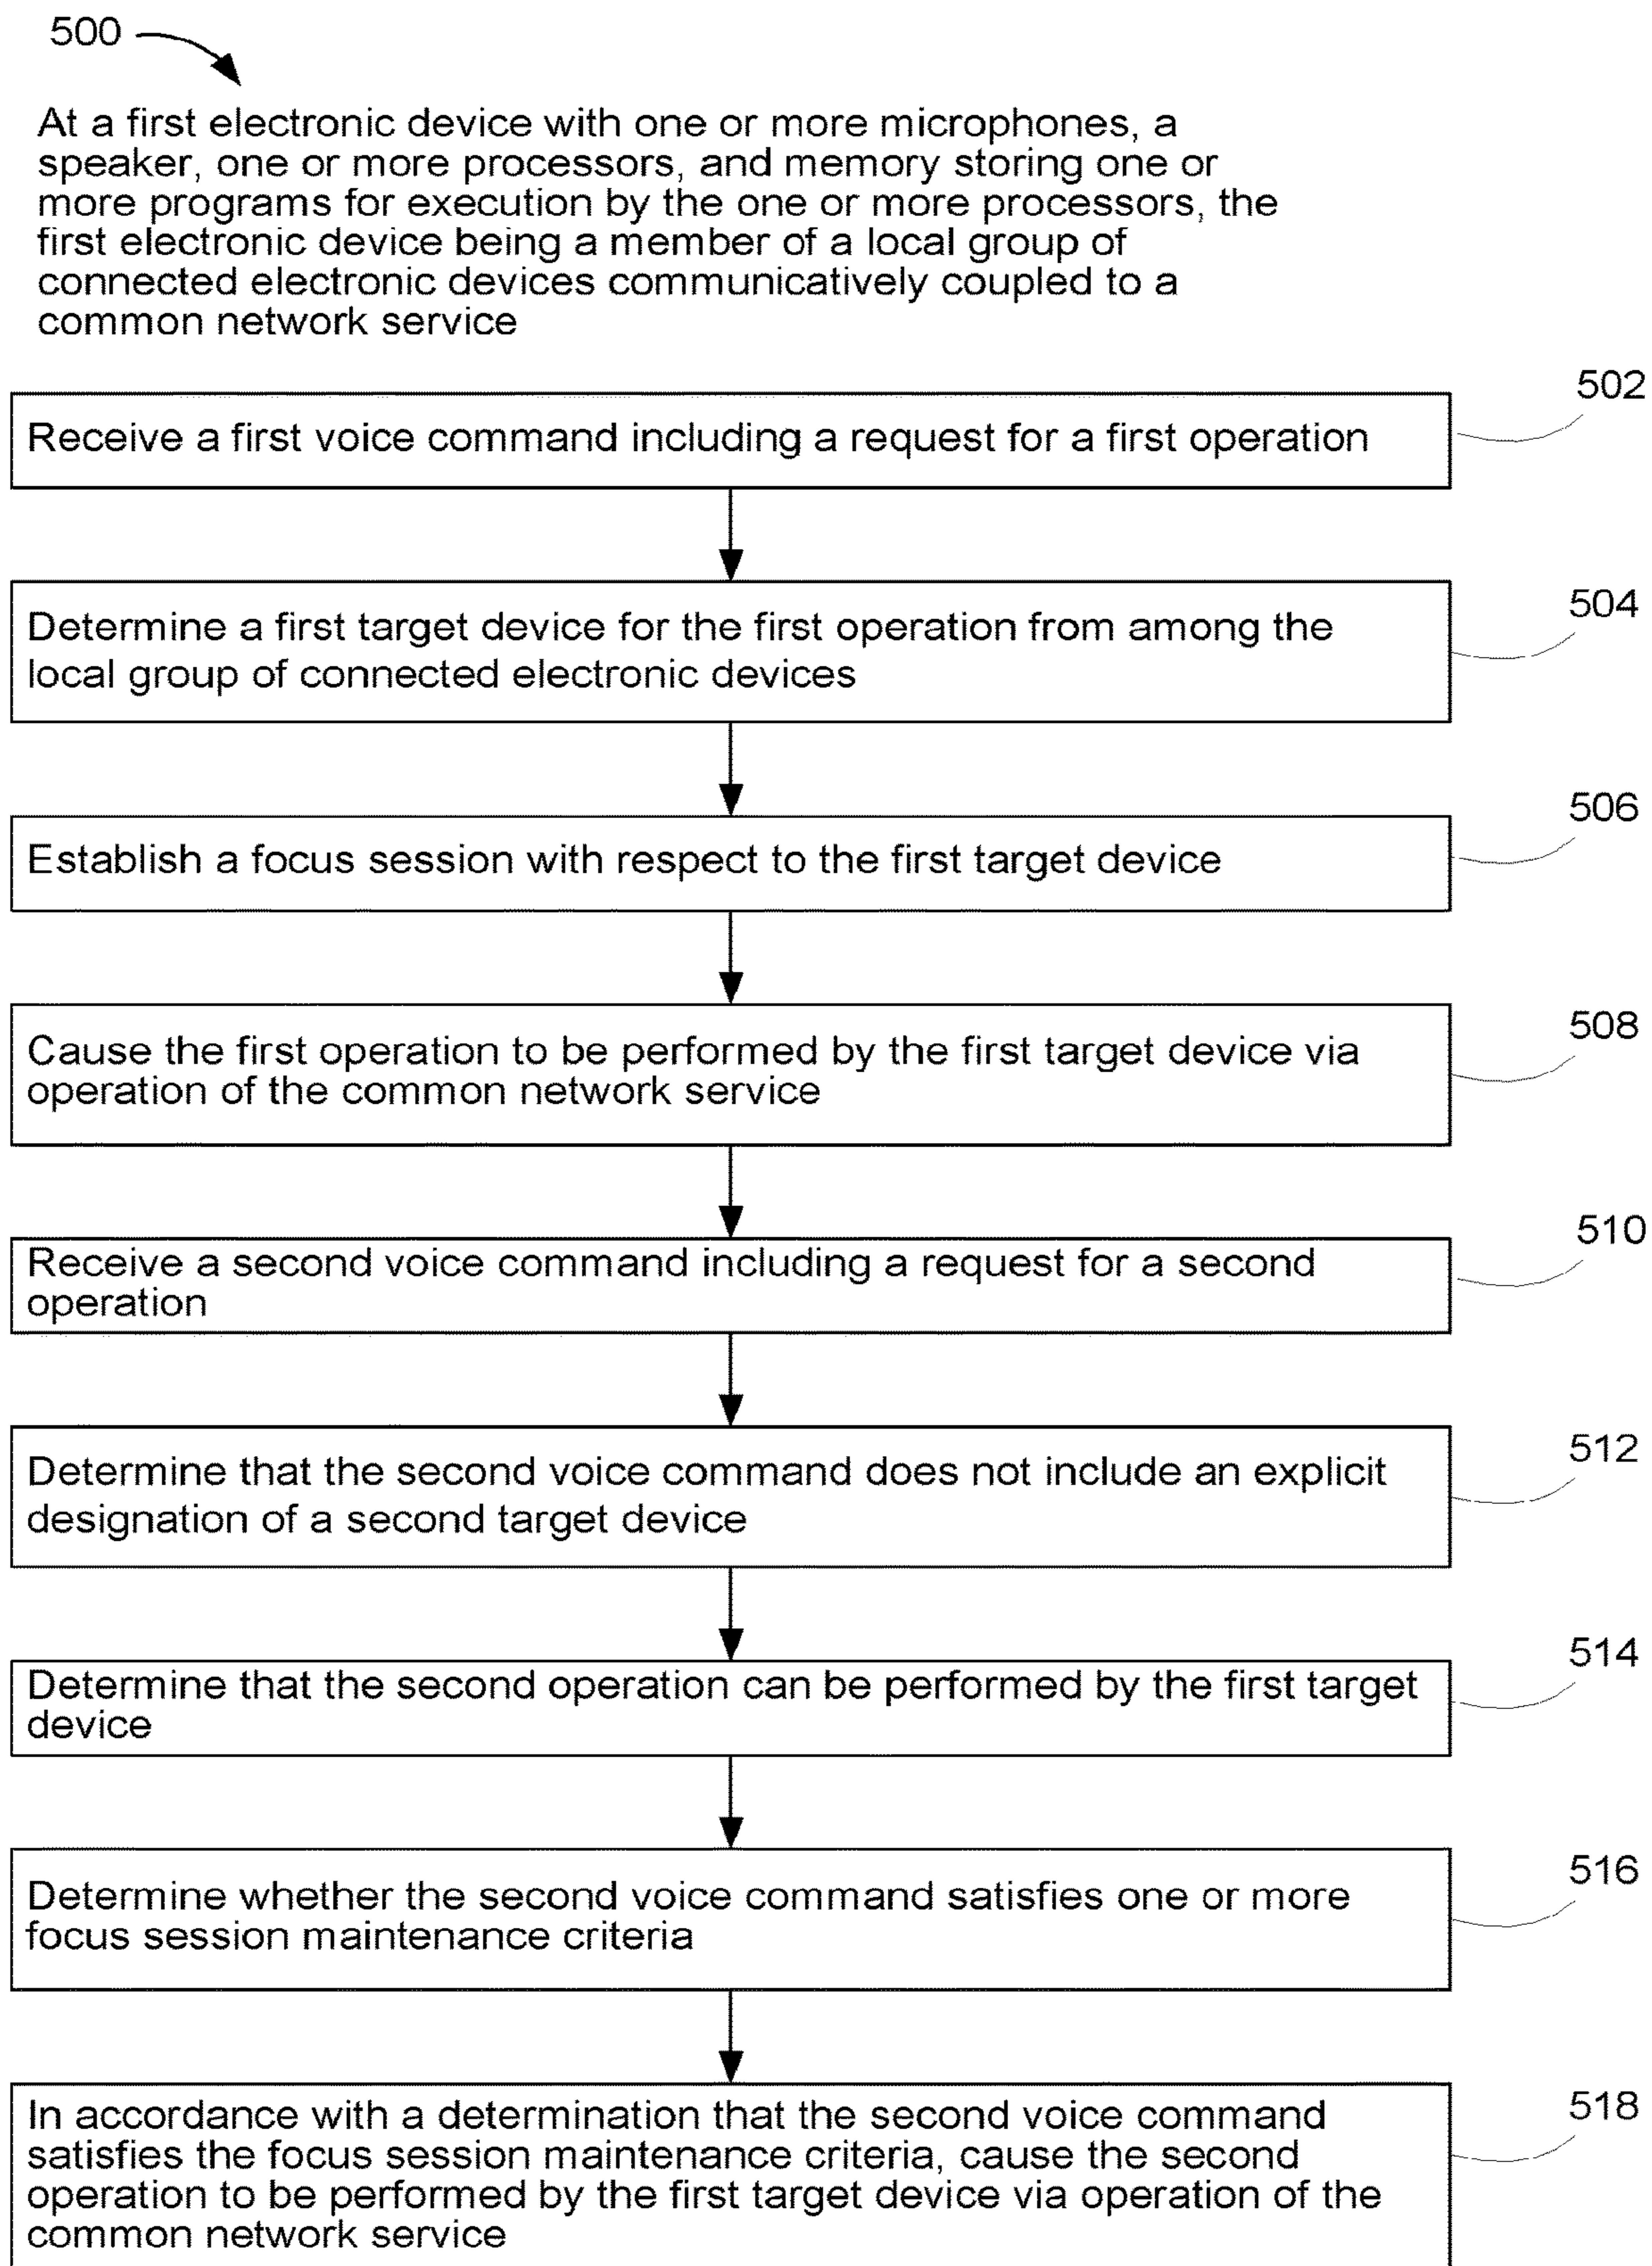 500
At a first electronic device with one or more microphones, a
speaker, one or more processors, and memory storing one or
more programs for execution by the one or more processors, the
first electronic device being a member of a local group of
connected electronic devices communicatively coupled to a
common network service
502
Receive a first voice command including a request for a first operation
504
Determine a first target device for the first operation from among the
local group of connected electronic devices
506
Establish a focus session with respect to the first target device
508
Cause the first operation to be performed by the first target device via
operation of the common network service
510
Receive a second voice command including a request for a second
operation
512
Determine that the second voice command does not include an explicit
designation of a second target device
514
Determine that the second operation can be performed by the first target
device
516
Determine whether the second voice command satisfies one or more
focus session maintenance criteria
518
In accordance with a determination that the second voice command
satisfies the focus session maintenance criteria, cause the second
operation to be performed by the first target device via operation of the
common network service